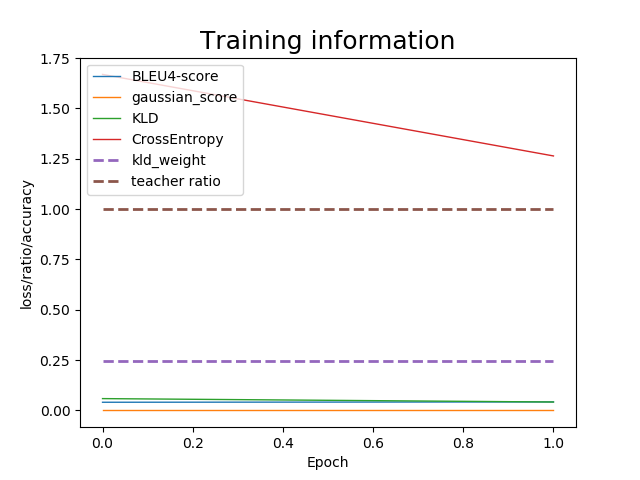 Training information
1.75
1.50
1.25
1.00
0.75
0.50
0.25
0.00
loss/ratio/accuracy
BLEU4-score
gaussian_score
KLD
CrossEntropy
kld_weight
teacher ratio
0.0 0.2 0.4 0.6 0.8 1.0
Epoch